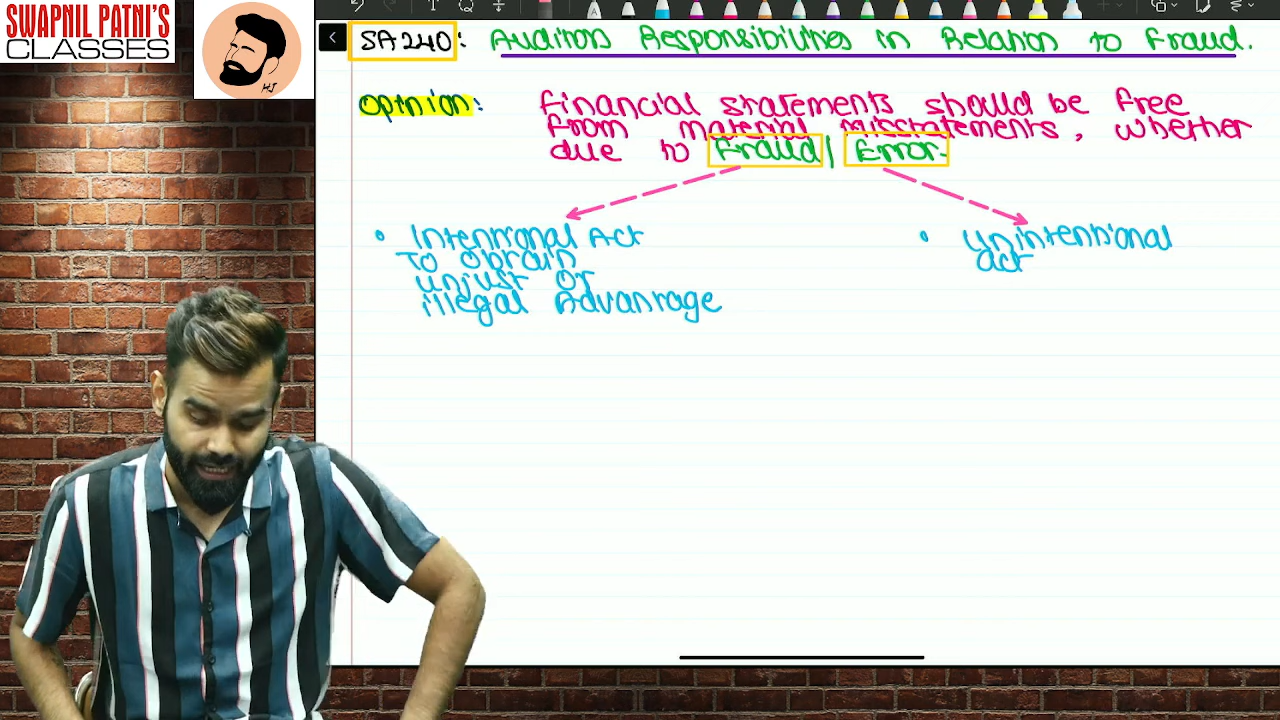 SWAPNIL PATNI'S
CLASSES
SA 240: Auditors Responsibilities in Relation to Fraud.
Opinion: Financial statements should be free
from material misstatements, whether
due to Fraud / Error.
• Intentional Act
To obtain
unjust or
illegal Advantage
• Unintentional
act